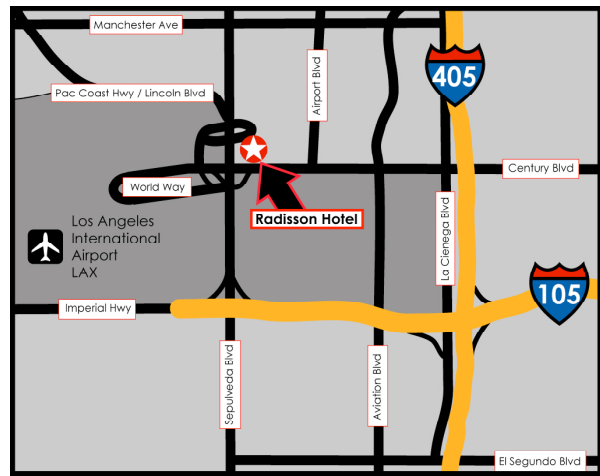 Manchester Ave
405
Airport Blvd
Pac Coast Hwy / Lincoln Blvd
Century Blvd
World Way
Radisson Hotel
La Cienega Blvd
Los Angeles
International
Airport
LAX
105
Imperial Hwy
Sepulveda Blvd
Aviation Blvd
El Segundo Blvd